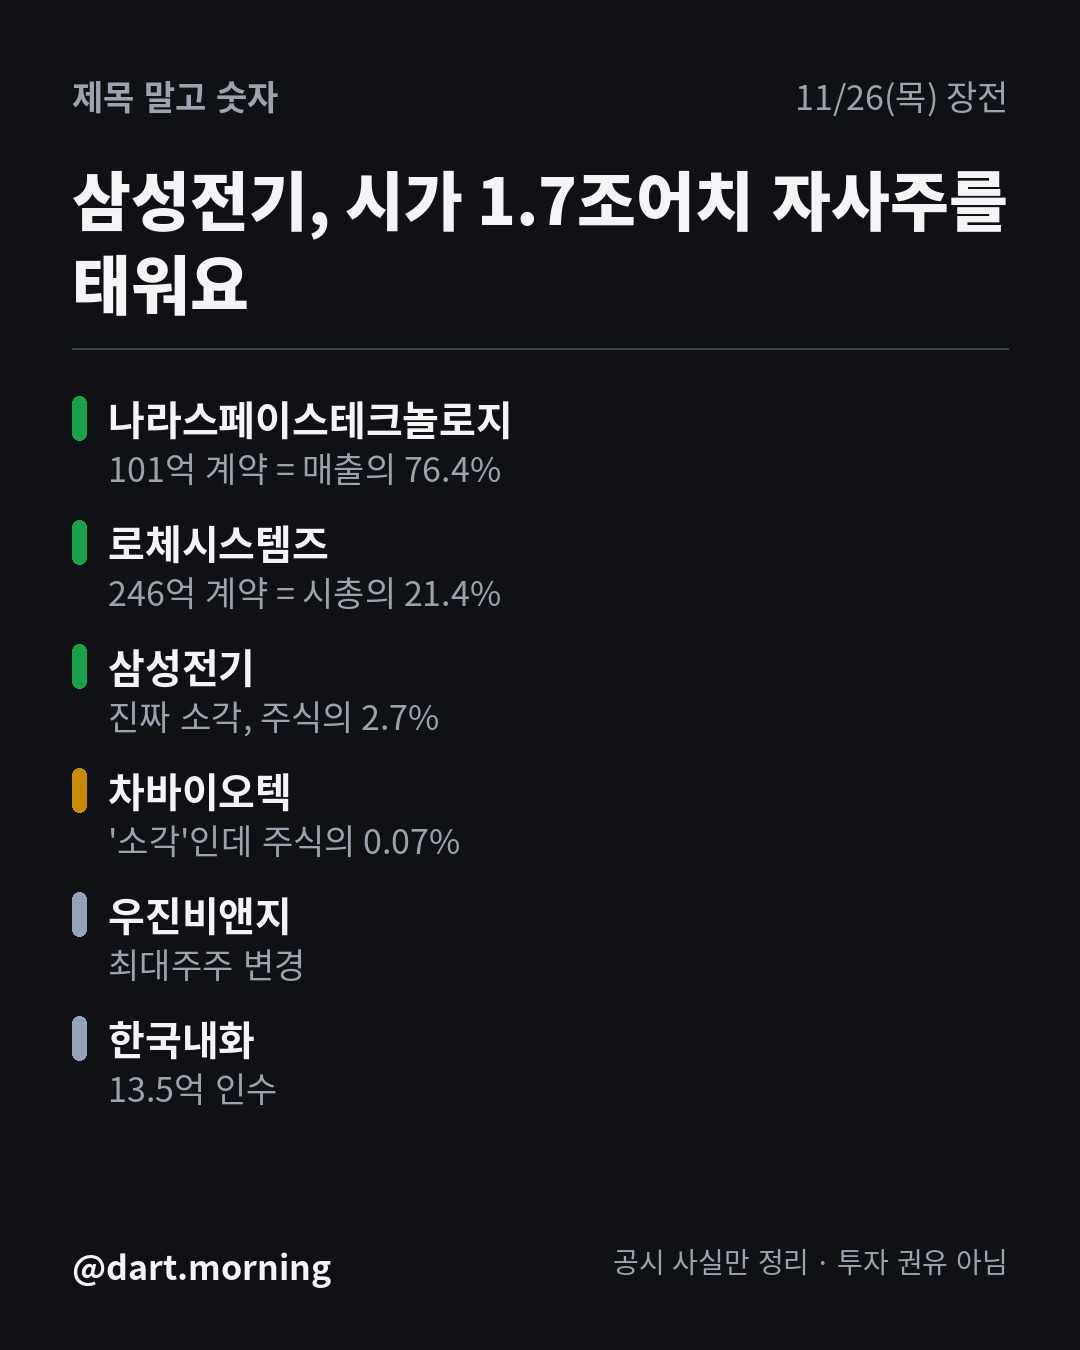 제목 말고 숫자
11/26(목) 장전
삼성전기, 시가 1.7조어치 자사주를
태워요
나라스페이스테크놀로지
101억 계약 = 매출의 76.4%
로체시스템즈
246억 계약 = 시총의 21.4%
삼성전기
진짜 소각, 주식의 2.7%
차바이오텍
'소각'인데 주식의 0.07%
우진비앤지
최대주주 변경
한국내화
13.5억 인수
@dart.morning
공시 사실만 정리 · 투자 권유 아님